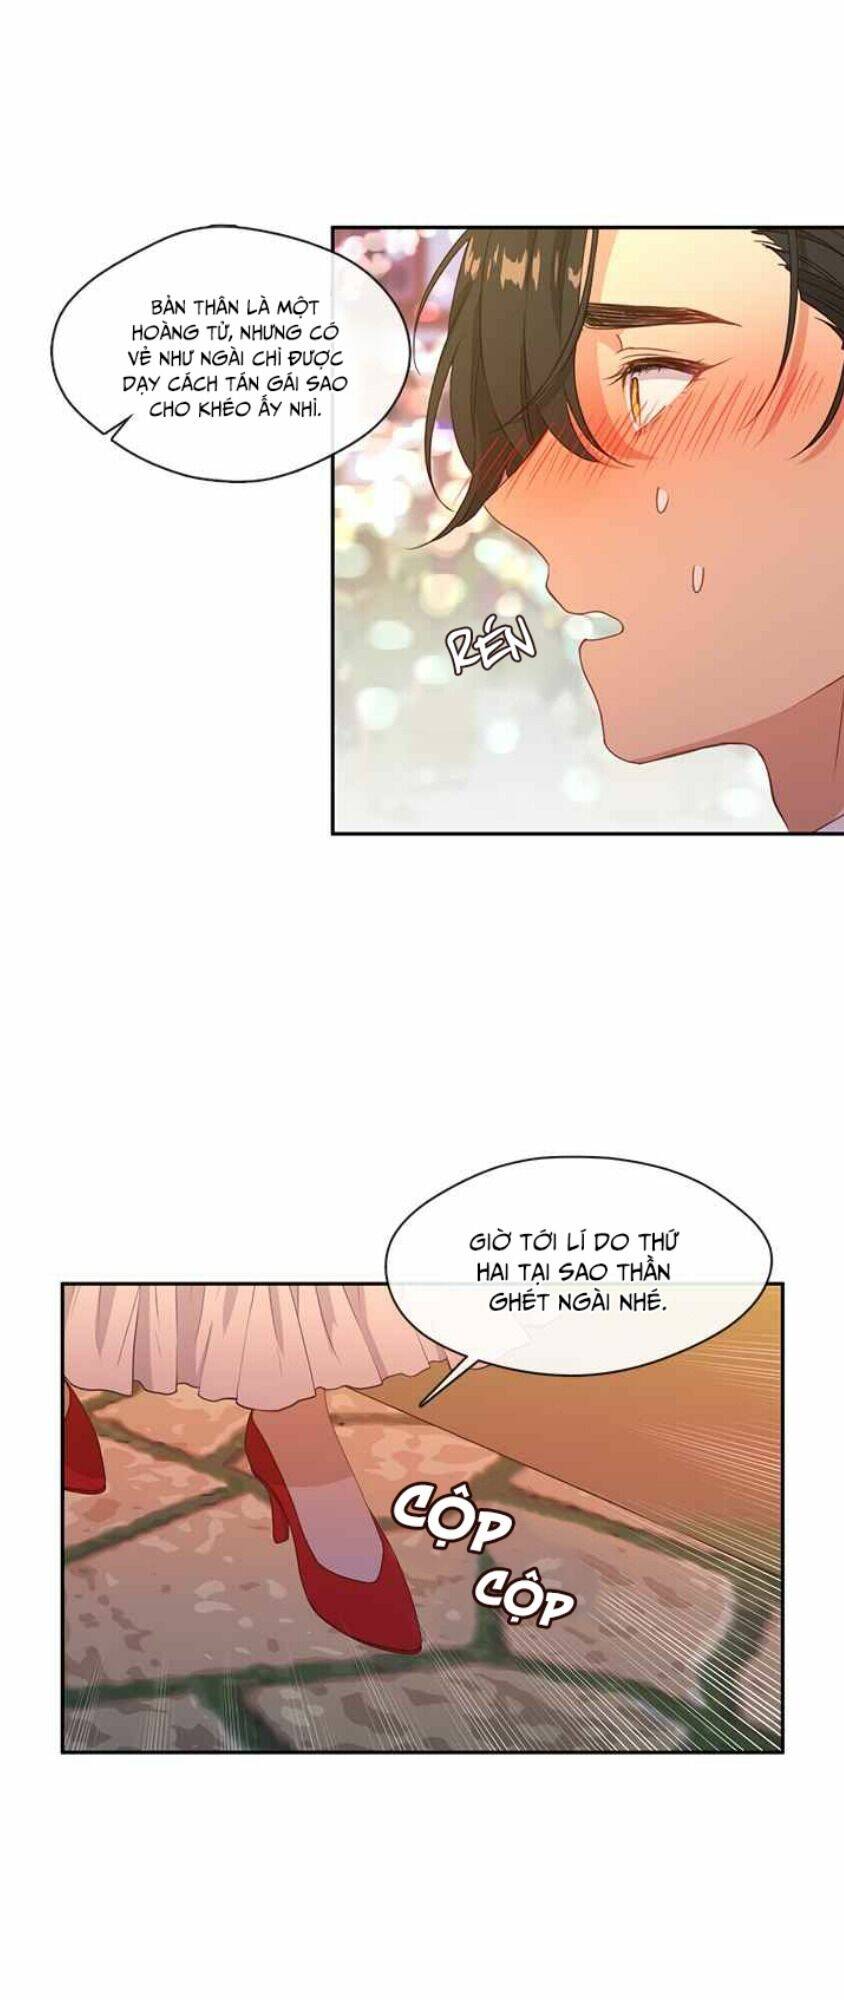 BẢN THÂN LÀ MỘT
HOÀNG TỬ, NHƯNG CÓ
VẺ NHƯ NGÀI CHỈ ĐƯỢC
DẠY CÁCH TÁN GÁI SAO
CHO KHÉO ẤY NHỈ.
RÉN
GIỜ TỚI LÍ DO THỨ
HAI TẠI SAO THẦN
GHÉT NGÀI NHÉ.
CỘP
CỘP